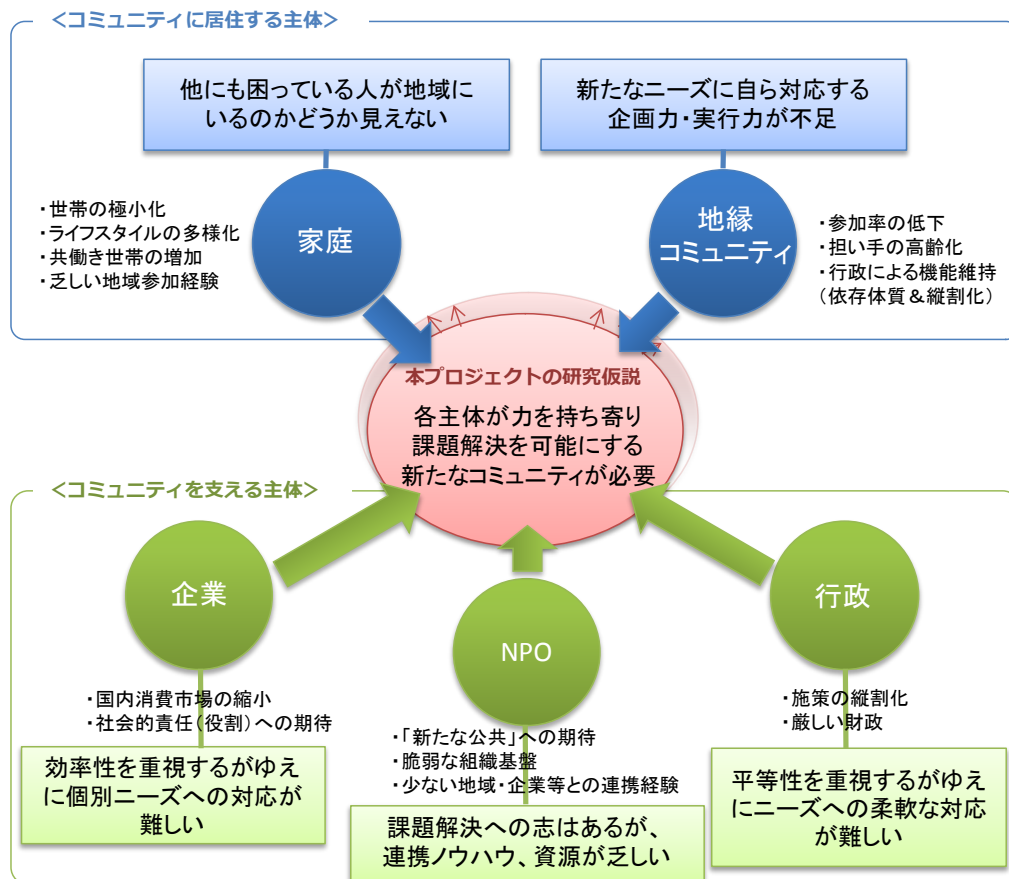 ＜コミュニティに居住する主体＞
他にも困っている人が地域に
いるのかどうか見えない
新たなニーズに自ら対応する
企画力・実行力が不足
・世帯の極小化
・ライフスタイルの多様化
・共働き世帯の増加
・乏しい地域参加経験
家庭
地縁
コミュニティ
・参加率の低下
・担い手の高齢化
・行政による機能維持
（依存体質＆縦割化）
本プロジェクトの研究仮説
各主体が力を持ち寄り
課題解決を可能にする
新たなコミュニティが必要
＜コミュニティを支える主体＞
企業
・国内消費市場の縮小
・社会的責任（役割）への期待
効率性を重視するがゆえ
に個別ニーズへの対応が
難しい
NPO
・「新たな公共」への期待
・脆弱な組織基盤
・少ない地域・企業等との連携経験
課題解決への志はあるが、
連携ノウハウ、資源が乏しい
行政
・施策の縦割化
・厳しい財政
平等性を重視するがゆえ
にニーズへの柔軟な対応
が難しい